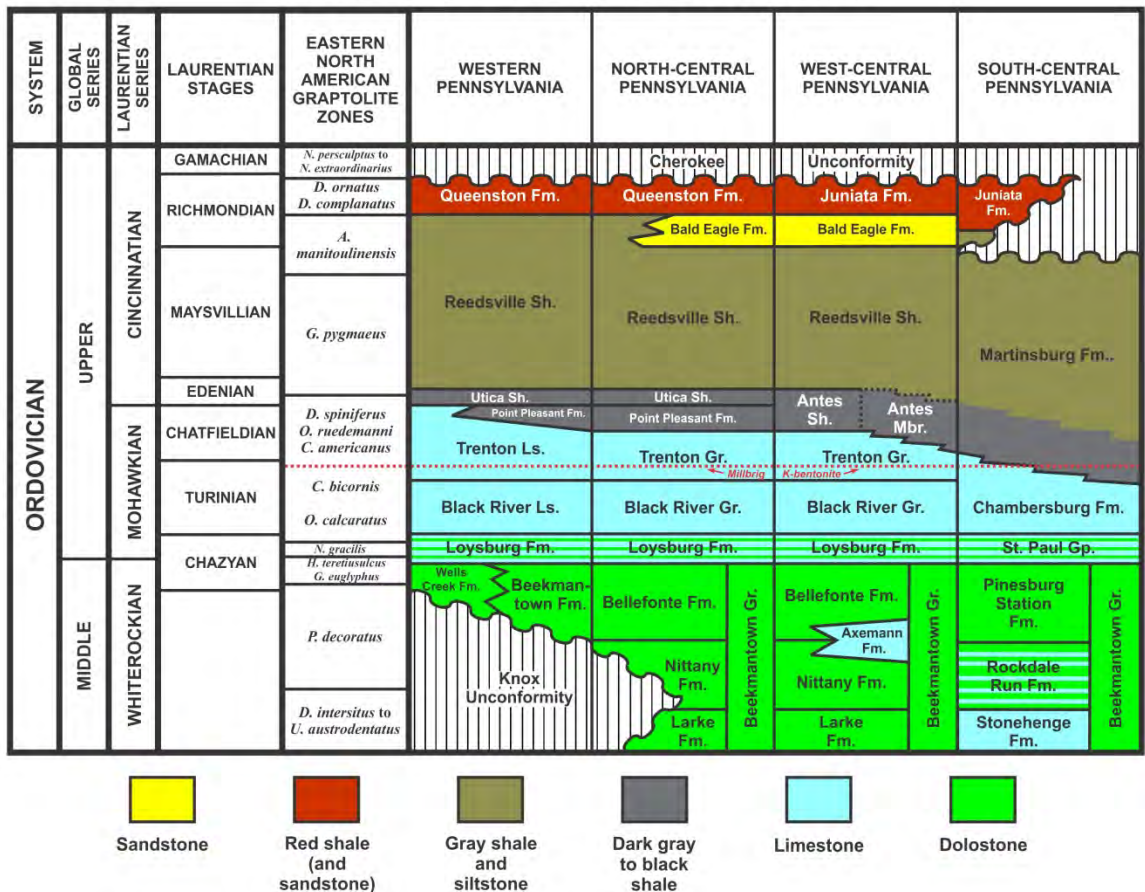 SYSTEM
GLOBAL
SERIES
LAURENTIAN
SERIES
LAURENTIAN
STAGES
EASTERN
NORTH
AMERICAN
GRAPTOLITE
ZONES
WESTERN
PENNSYLVANIA
NORTH-CENTRAL
PENNSYLVANIA
WEST-CENTRAL
PENNSYLVANIA
SOUTH-CENTRAL
PENNSYLVANIA
ORDOVICIAN
UPPER
MIDDLE
CINCINNATIAN
MOHAWKIAN
WHITEROCKIAN
GAMACHIAN
RICHMONDIAN
MAYSVILLIAN
EDENIAN
CHATFIELDIAN
TURINIAN
CHAZYAN
N. persculptus to
N. extraordinarius
D. ornatus
D. complanatus
A.
manitoulinensis
G. pygmaeus
D. spiniferus
O. ruedemanni
C. americanus
C. bicornis
O. calcaratus
N. gracilis
H. teretiusulcus
G. euglyphus
P. decoratus
D. intersitus to
U. austrodentatus
Queenston Fm.
Reedsville Sh.
Utica Sh.
Point Pleasant Fm.
Trenton Ls.
Black River Ls.
Loysburg Fm.
Wells
Creek Fm.
Beekman-
town Fm.
Knox
Unconformity
Cherokee
Queenston Fm.
Bald Eagle Fm.
Reedsville Sh.
Utica Sh.
Point Pleasant Fm.
Trenton Gr.
Millbrig
Black River Gr.
Loysburg Fm.
Bellefonte Fm.
Nittany
Fm.
Larke
Fm.
Beekmantown Gr.
Unconformity
Juniata Fm.
Bald Eagle Fm.
Reedsville Sh.
Antes
Sh.
Antes
Mbr.
Trenton Gr.
K-bentonite
Black River Gr.
Loysburg Fm.
Bellefonte Fm.
Axemann
Fm.
Nittany Fm.
Larke
Fm.
Beekmantown Gr.
Juniata
Fm.
Martinsburg Fm..
Chambersburg Fm.
St. Paul Gp.
Pinesburg
Station
Fm.
Rockdale
Run Fm.
Stonehenge
Fm.
Beekmantown Gr.
Sandstone
Red shale
(and
sandstone)
Gray shale
and
siltstone
Dark gray
to black
shale
Limestone
Dolostone